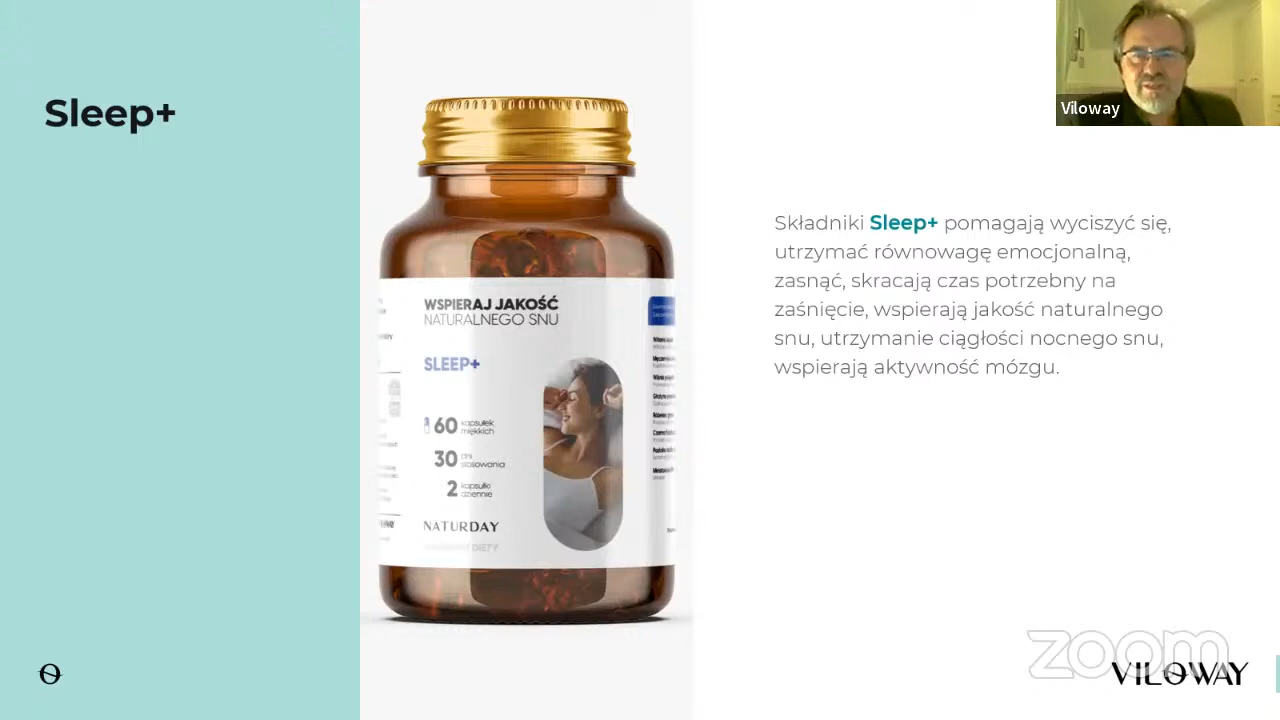 Sleep+
WSPIERAJ JAKOŚĆ
NATURALNEGO SNU
SLEEP+
60 kapsułek
miękkich
30 dni
stosowania
2 kapsułki
dziennie
NATURDAY
DIETY
Viloway
Składniki Sleep+ pomagają wyciszyć się,
utrzymać równowagę emocjonalną,
zasnąć, skracają czas potrzebny na
zaśnięcie, wspierają jakość naturalnego
snu, utrzymanie ciągłości nocnego snu,
wspierają aktywność mózgu.
zoom
VILOWAY